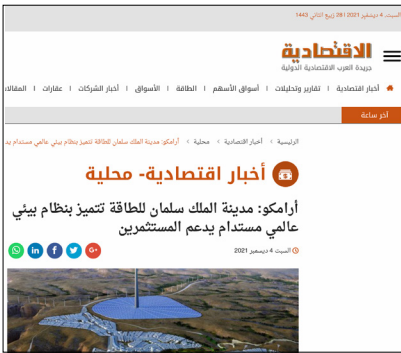 السبت، 4 ديسمبر 2021 | 28 ربيع الثاني 1443
الاقتصادية
جريدة العرب الاقتصادية الدولية
أخبار اقتصادية | تقارير وتحليلات | أسواق الأسهم | الطاقة | الأسواق | أخبار الشركات | عقارات | المقالات
آخر ساعة
الرئيسية › أخبار اقتصادية › محلية › أرامكو: مدينة الملك سلمان للطاقة تتميز بنظام بيئي عالمي مستدام يد
أخبار اقتصادية- محلية
أرامكو: مدينة الملك سلمان للطاقة تتميز بنظام بيئي
عالمي مستدام يدعم المستثمرين
السبت 4 ديسمبر 2021